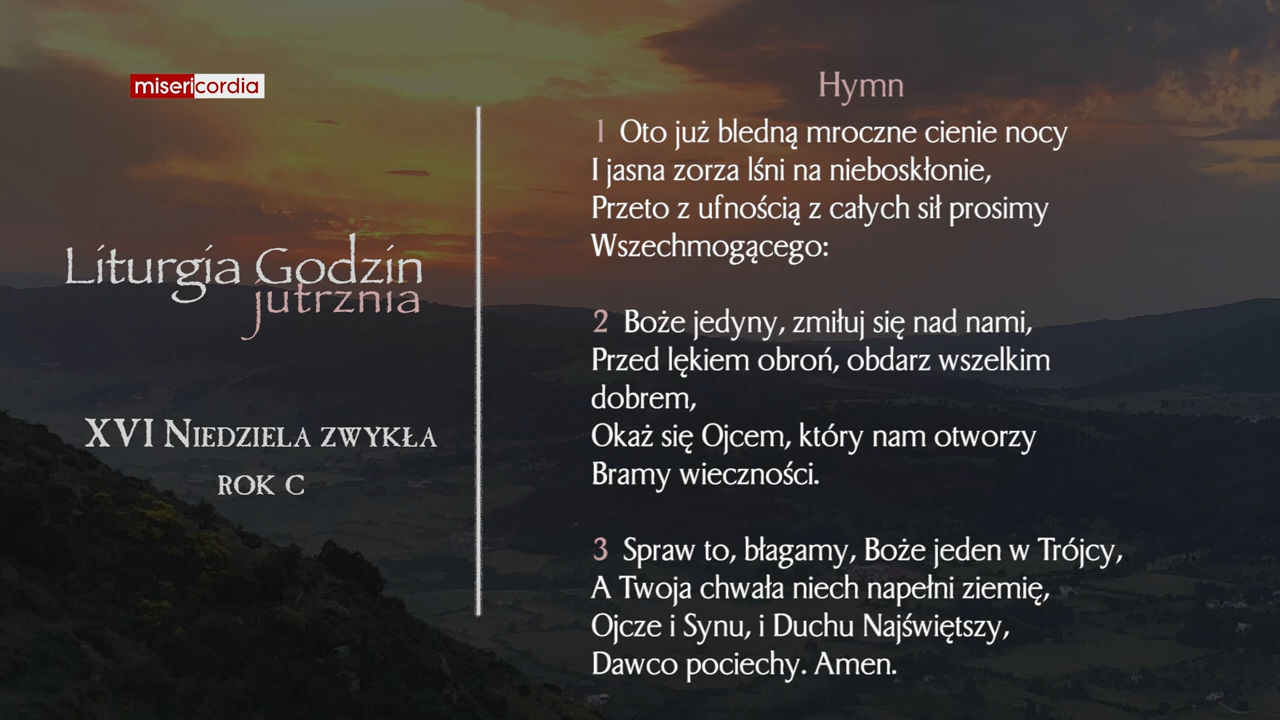 misericordia
Liturgia Godzin
jutrznia
XVI Niedziela zwykła
rok C
Hymn
1 Oto już bledną mroczne cienie nocy
I jasna zorza lśni na nieboskłonie,
Przeto z ufnością z całych sił prosimy
Wszechmogącego:
2 Boże jedyny, zmiłuj się nad nami,
Przed lękiem obroń, obdarz wszelkim
dobrem,
Okaż się Ojcem, który nam otworzy
Bramy wieczności.
3 Spraw to, błagamy, Boże jeden w Trójcy,
A Twoja chwała niech napełni ziemię,
Ojcze i Synu, i Duchu Najświętszy,
Dawco pociechy. Amen.